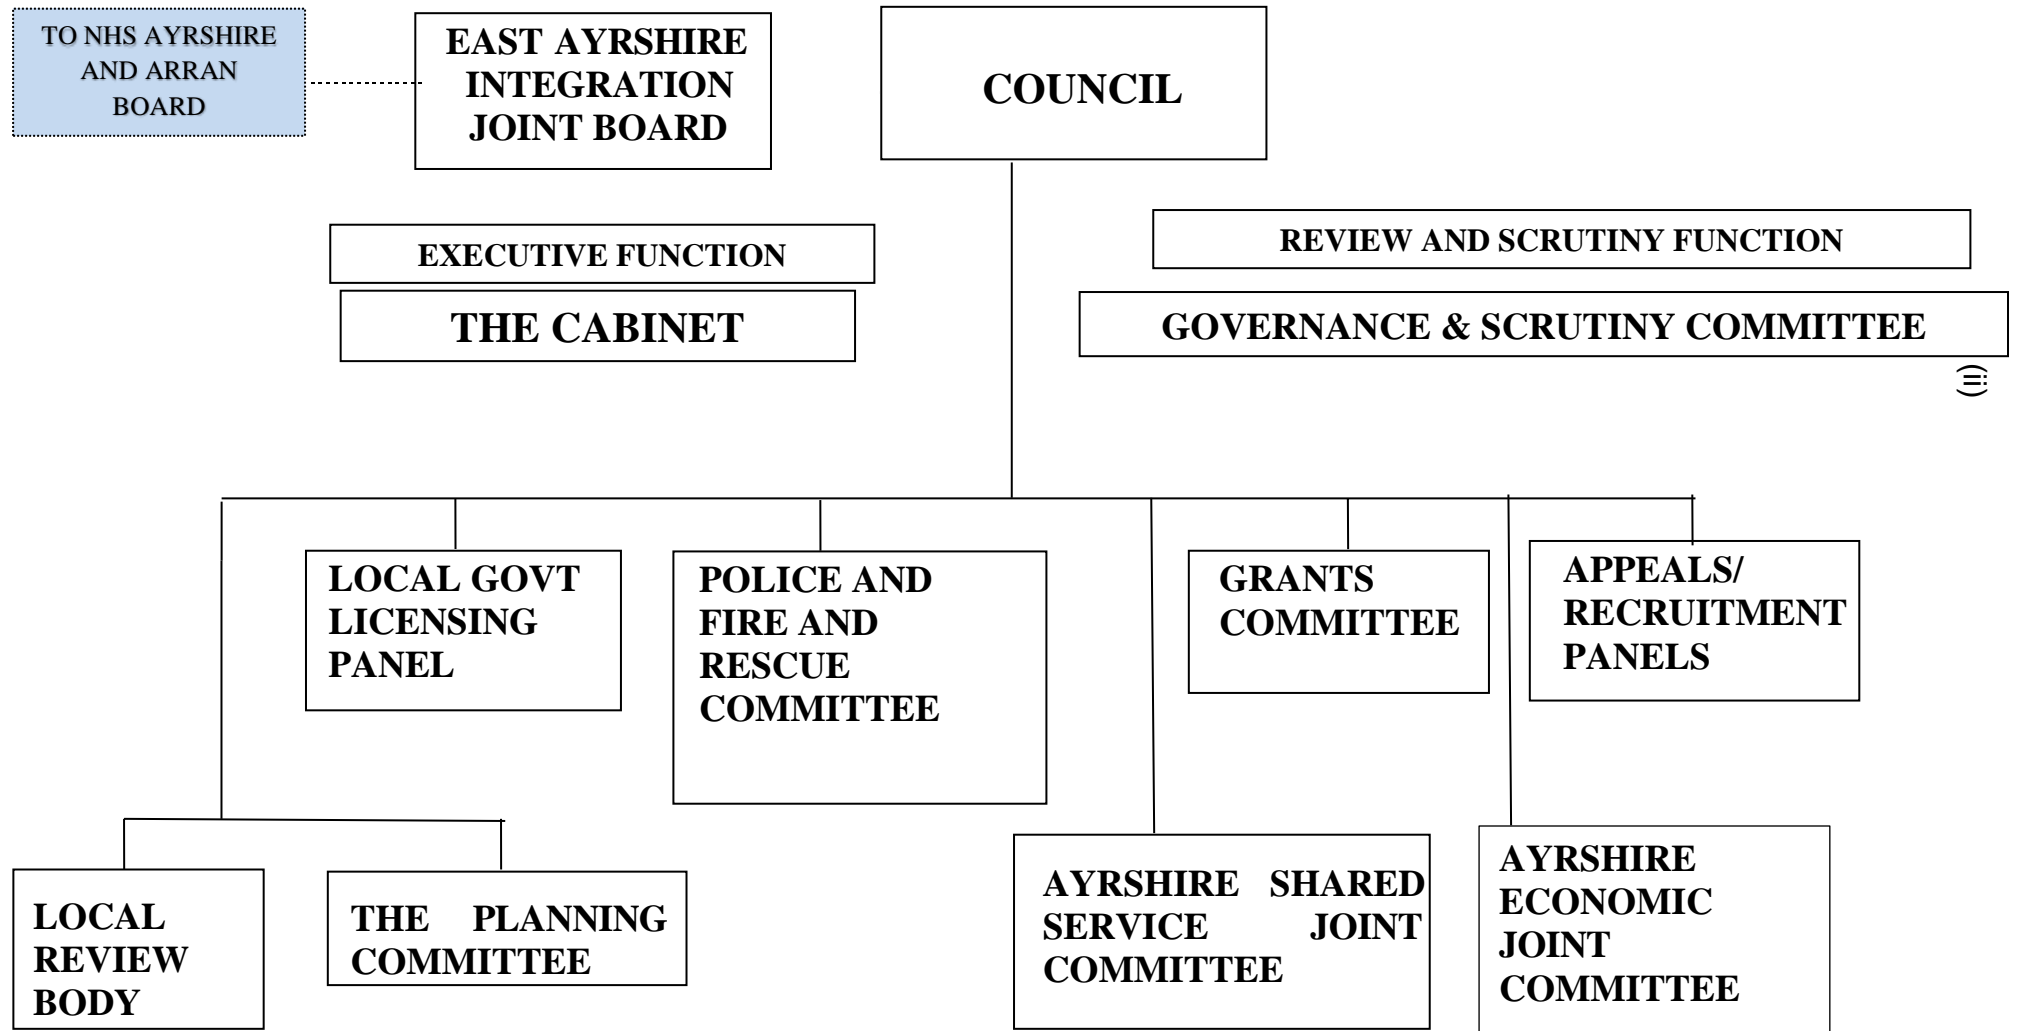 TO NHS AYRSHIRE
AND ARRAN
BOARD
EAST AYRSHIRE
INTEGRATION
JOINT BOARD
COUNCIL
EXECUTIVE FUNCTION
REVIEW AND SCRUTINY FUNCTION
THE CABINET
GOVERNANCE & SCRUTINY COMMITTEE
LOCAL GOVT
LICENSING
PANEL
POLICE AND
FIRE AND
RESCUE
COMMITTEE
GRANTS
COMMITTEE
APPEALS/
RECRUITMENT
PANELS
LOCAL
REVIEW
BODY
THE PLANNING
COMMITTEE
AYRSHIRE SHARED
SERVICE JOINT
COMMITTEE
AYRSHIRE
ECONOMIC
JOINT
COMMITTEE